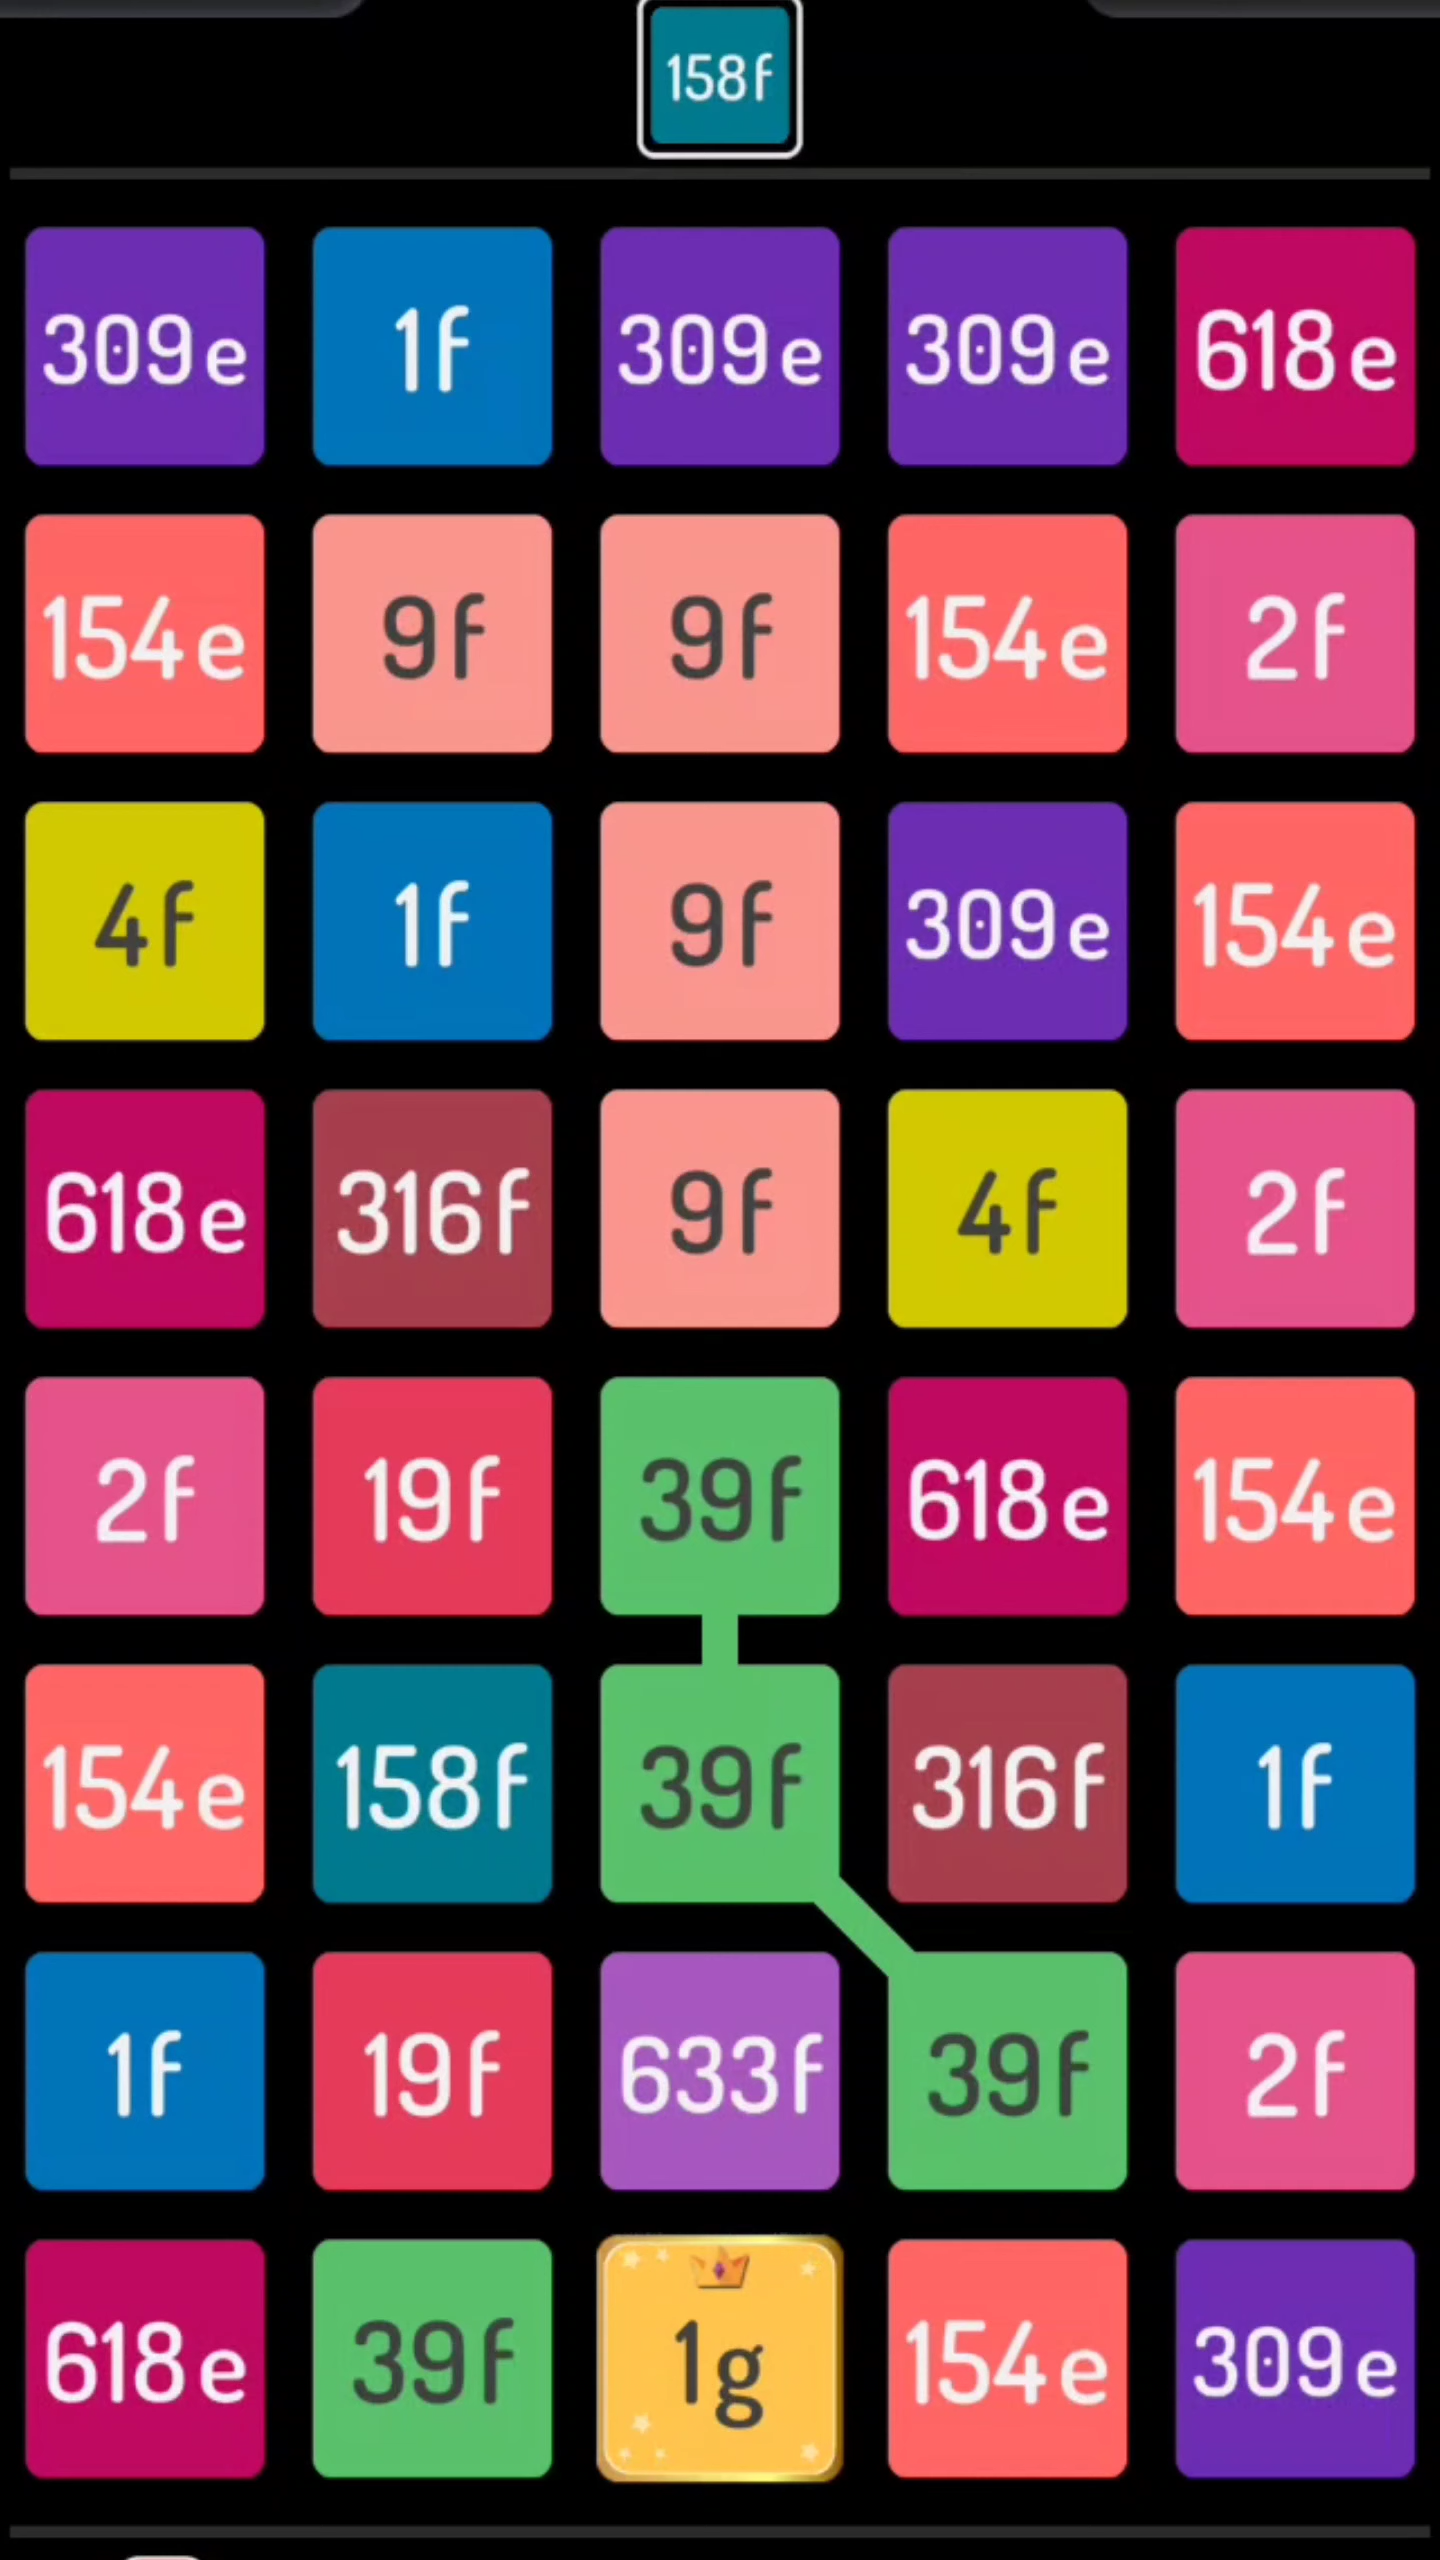 158f
309e 1f 309e 309e 618e
154e 9f 9f 154e 2f
4f 1f 9f 309e 154e
618e 316f 9f 4f 2f
2f 19f 39f 618e 154e
154e 158f 39f 316f 1f
1f 19f 633f 39f 2f
618e 39f 1g 154e 309e